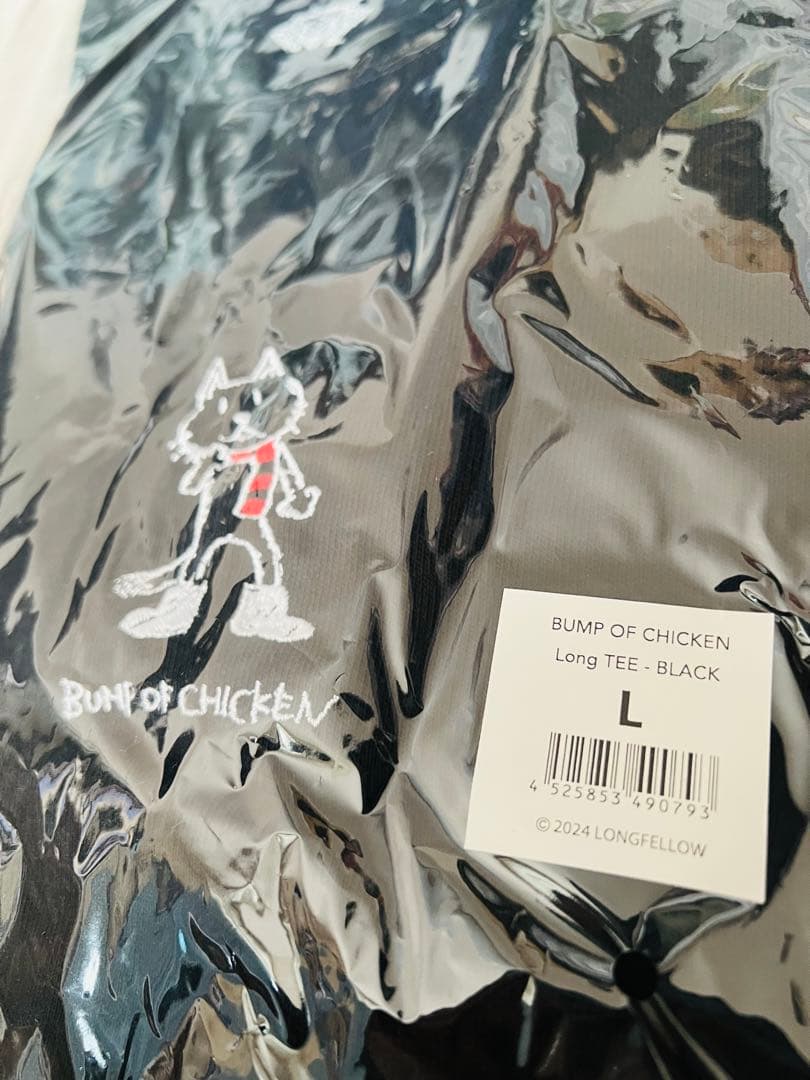 BUMP OF CHICKEN
BUMP OF CHICKEN
Long TEE - BLACK
L
4 525853 490793
© 2024 LONGFELLOW